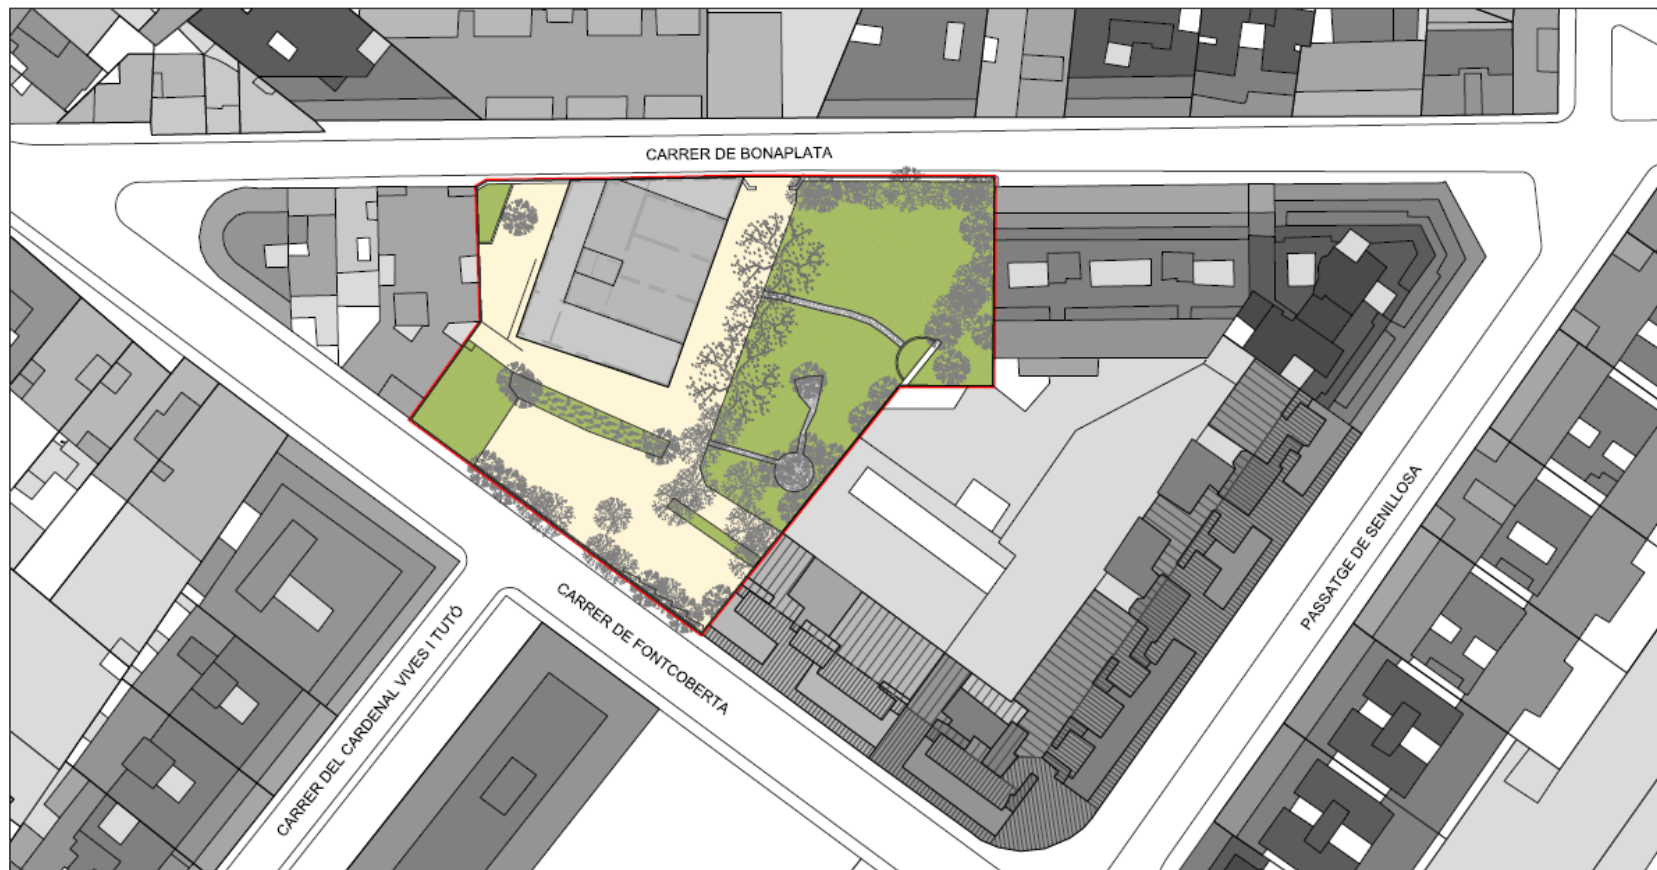 CARRER DE BONAPLATA
CARRER DE FONTCOBERTA
CARRER DEL CARDENAL VIVES I TUTÓ
PASSATGE DE SENILLOSA